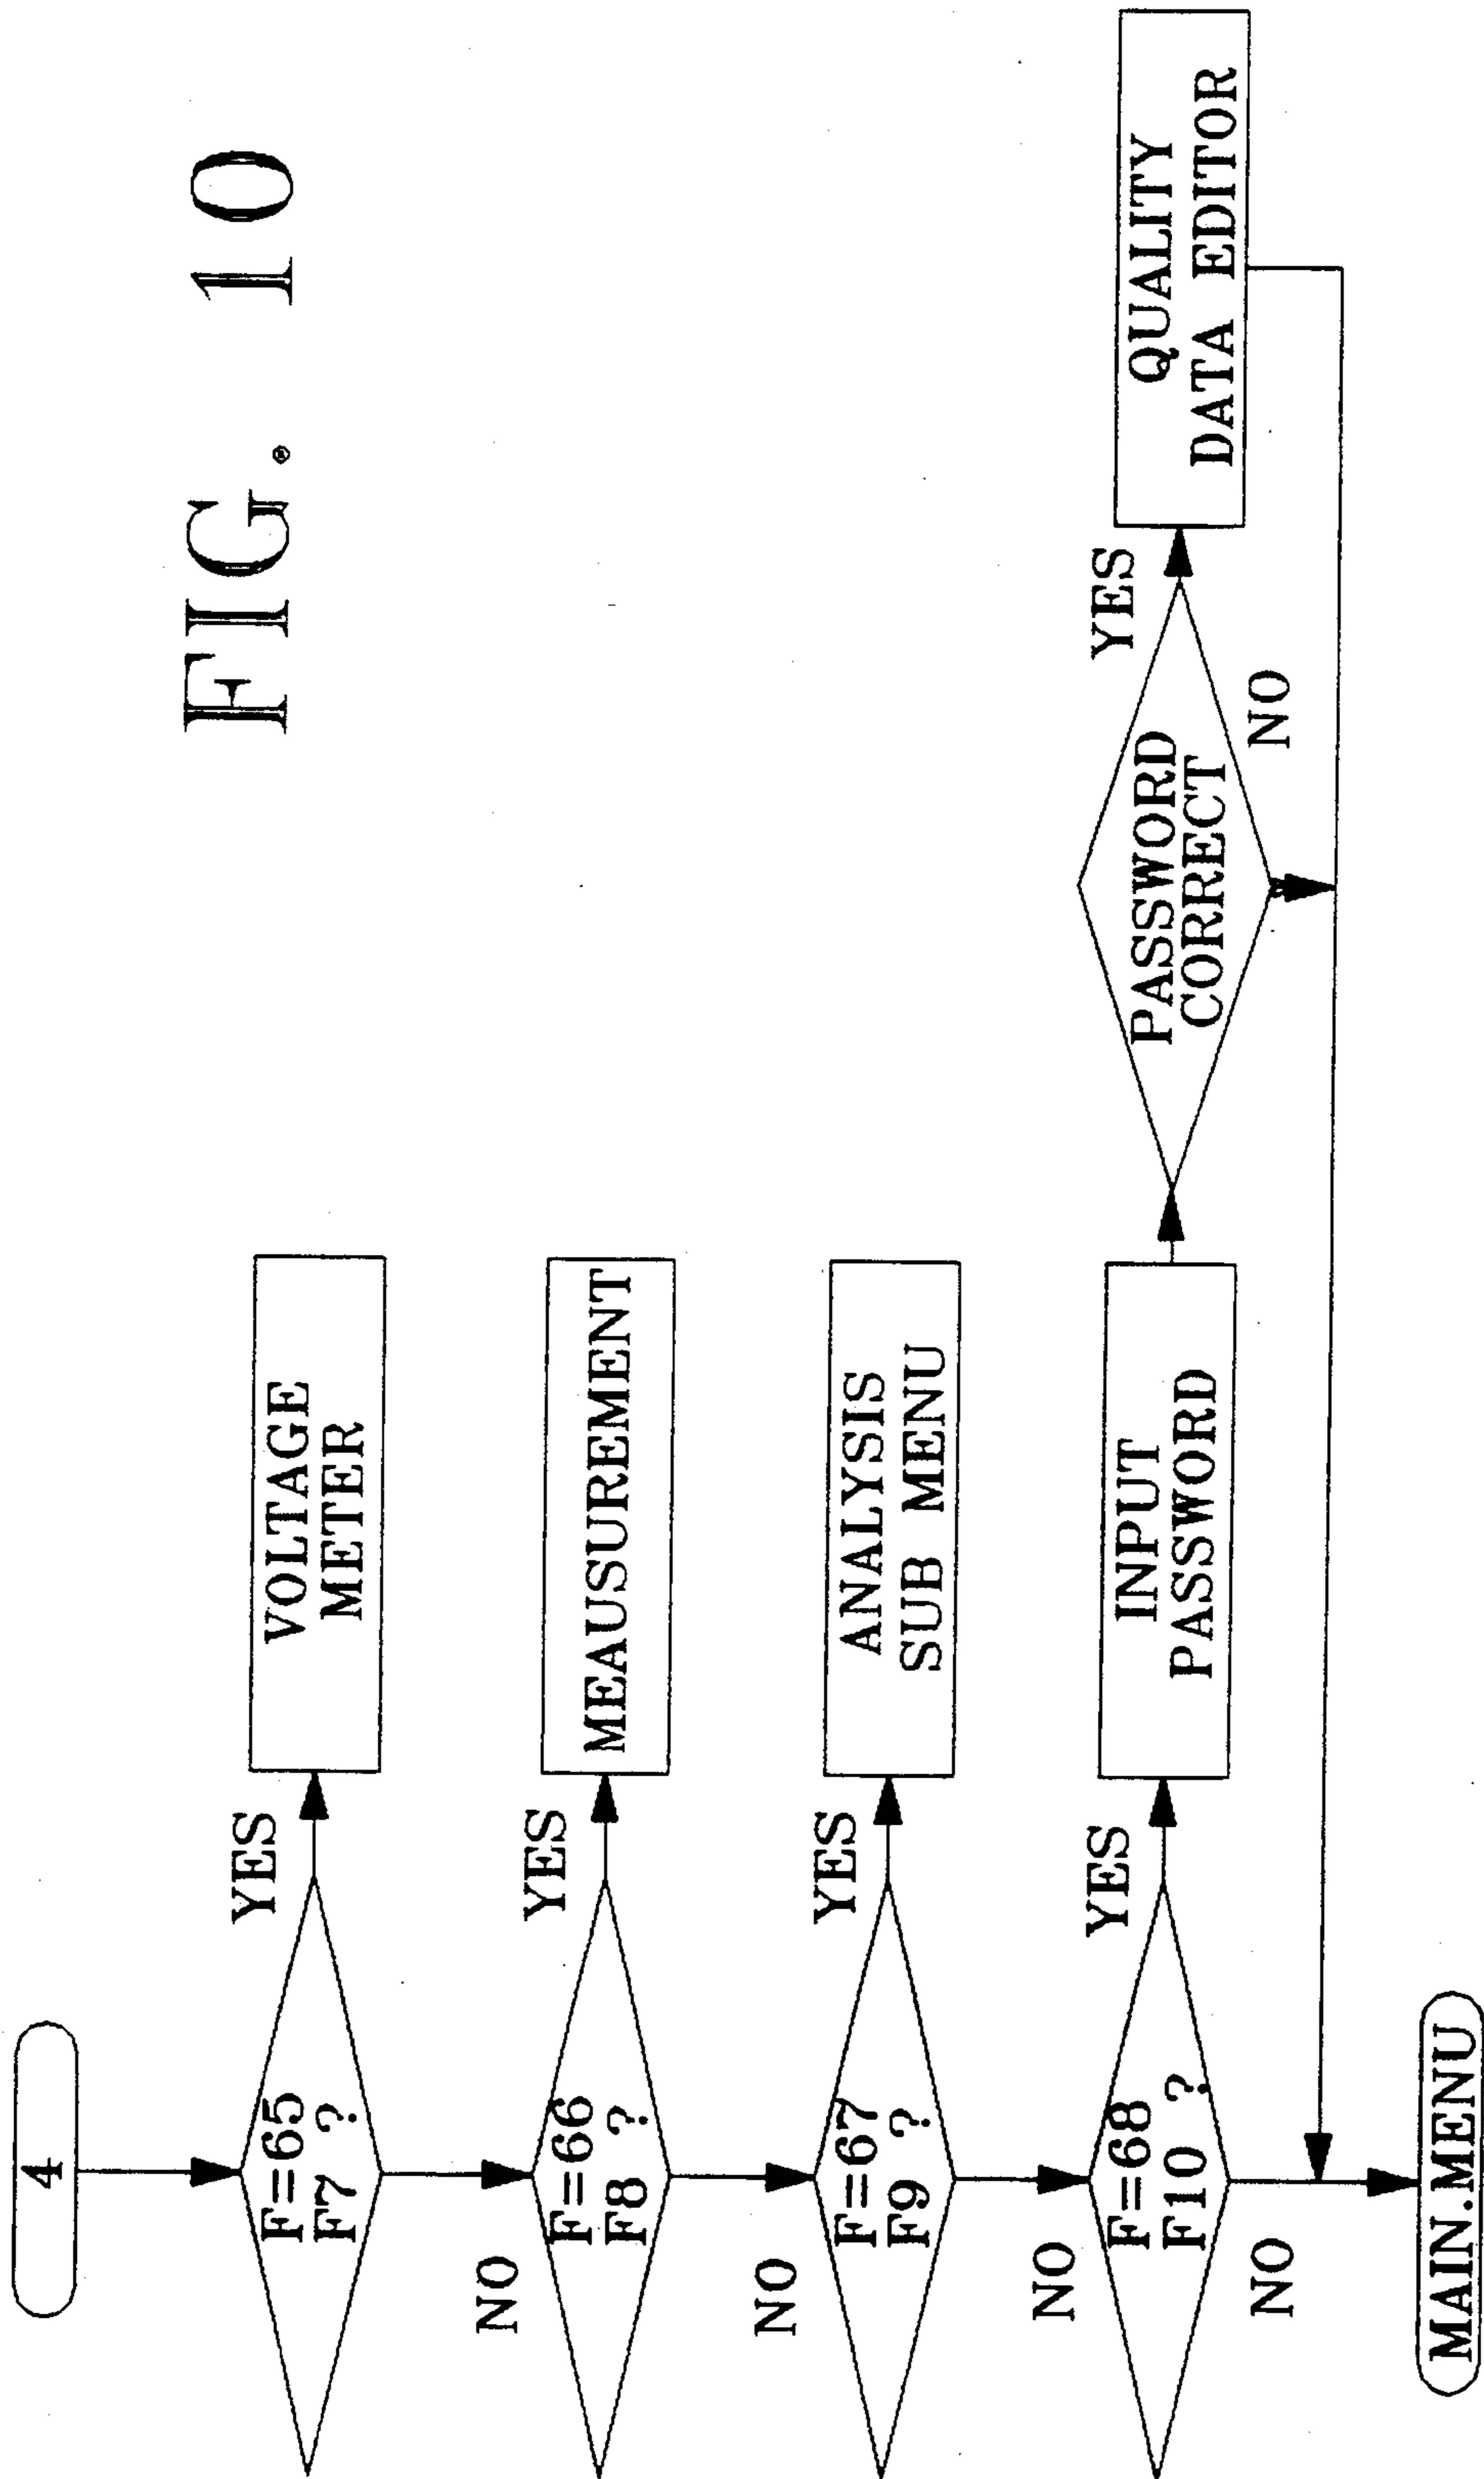 FIG. 10
4
F=65
F7 ?
YES
VOLTAGE
METER
NO
F=66
F8 ?
YES
MEAUSUREMENT
NO
F=67
F9 ?
YES
ANALYSIS
SUB MENU
NO
F=68
F10 ?
YES
INPUT
PASSWORD
PASSWORD
CORRECT
YES
QUALITY
DATA EDITOR
NO
NO
MAIN.MENU